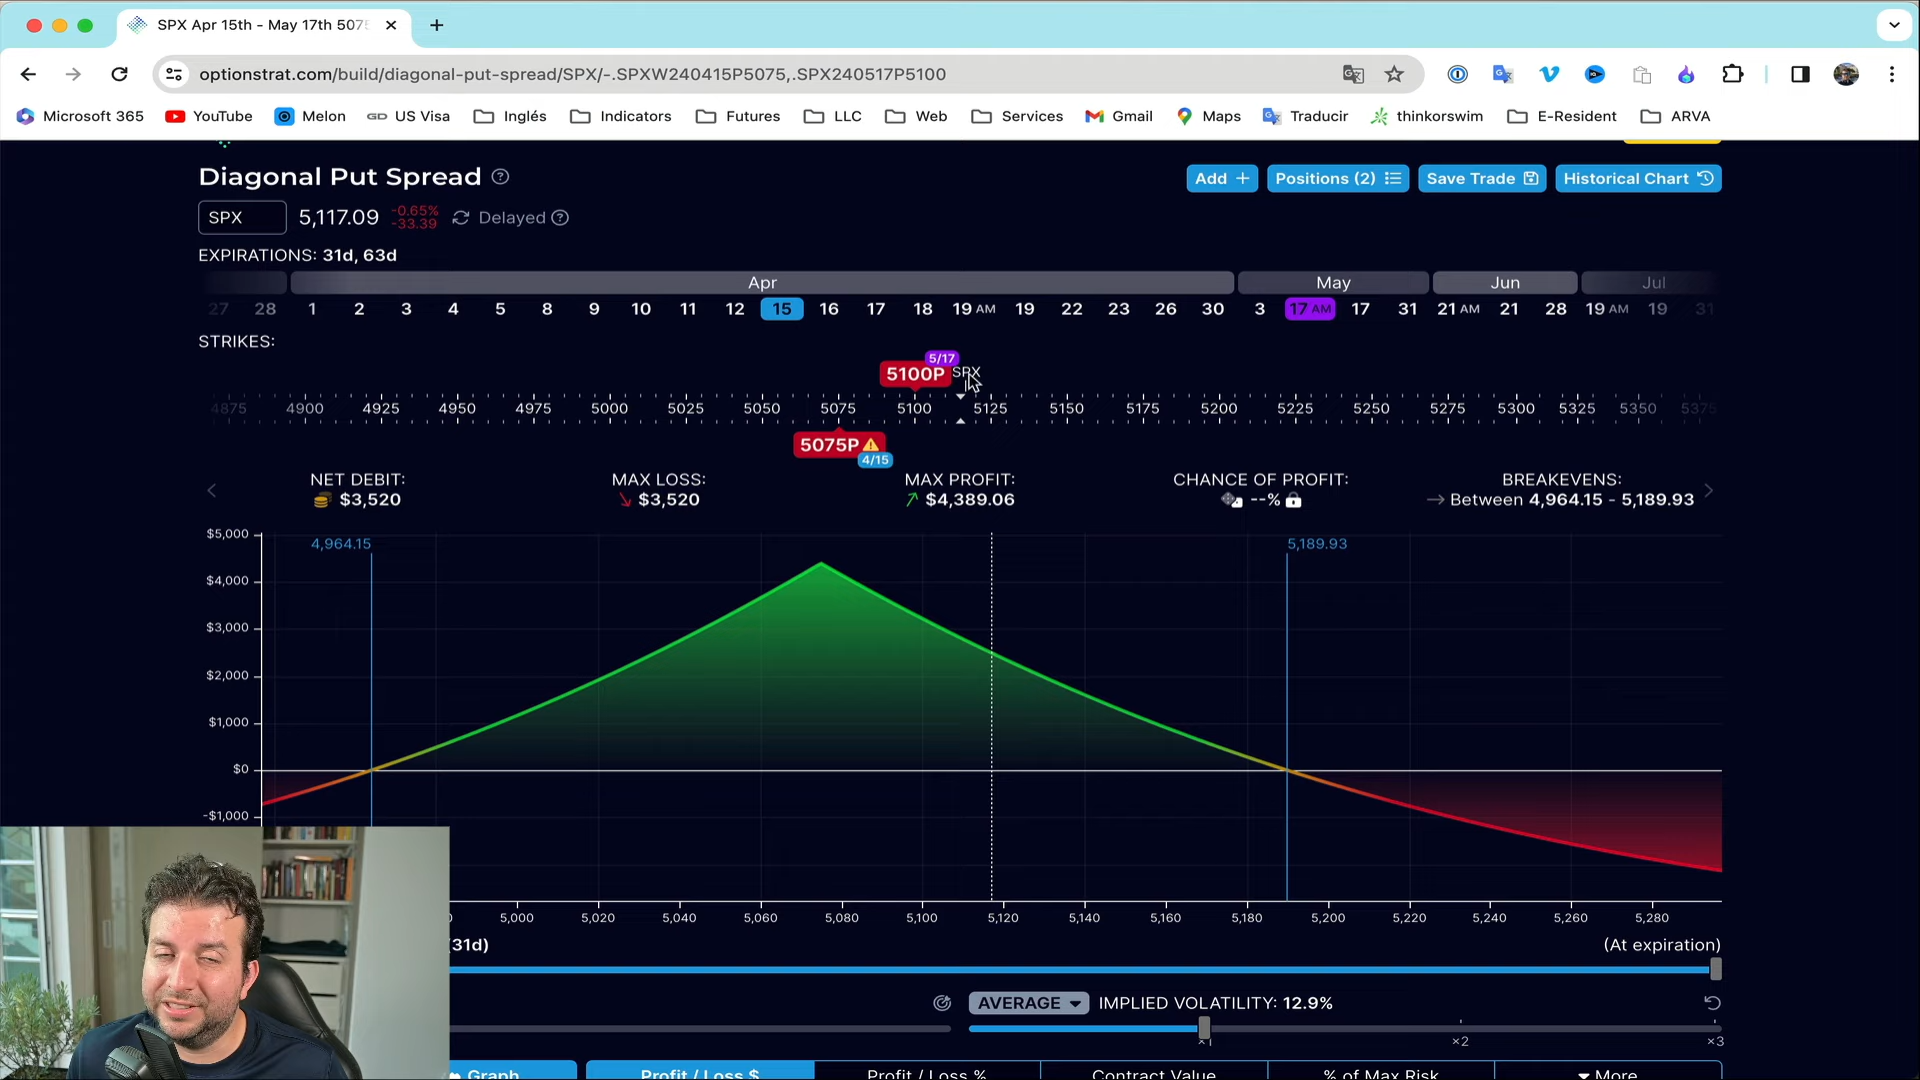 SPX Apr 15th - May 17th 5075
optionstrat.com/build/diagonal-put-spread/SPX/-.SPXW240415P5075,.SPX240517P5100
Microsoft 365 YouTube Melon GD US Visa Inglés Indicators Futures LLC Web Services Gmail Maps Traducir thinkorswim E-Resident ARVA
Diagonal Put Spread
Add + Positions (2) Save Trade Historical Chart
SPX 5,117.09 -0.65% -33.39 Delayed
EXPIRATIONS: 31d, 63d
Apr May Jun Jul
27 28 1 2 3 4 5 8 9 10 11 12 15 16 17 18 19 AM 19 22 23 26 30 3 17 AM 17 31 21 AM 21 28 19 AM 19 31
STRIKES:
5/17
5100P SPX
4875 4900 4925 4950 4975 5000 5025 5050 5075 5100 5125 5150 5175 5200 5225 5250 5275 5300 5325 5350 5375
5075P
4/15
NET DEBIT: MAX LOSS: MAX PROFIT: CHANCE OF PROFIT: BREAKEVENS:
$3,520 $3,520 $4,389.06 --% Between 4,964.15 - 5,189.93
$5,000
4,964.15 5,189.93
$4,000
$3,000
$2,000
$1,000
$0
-$1,000
5,000 5,020 5,040 5,060 5,080 5,100 5,120 5,140 5,160 5,180 5,200 5,220 5,240 5,260 5,280
(31d) (At expiration)
AVERAGE IMPLIED VOLATILITY: 12.9%
×1 ×2 ×3
Graph Profit / Loss $ Profit / Loss % Contract Value % of Max Risk More